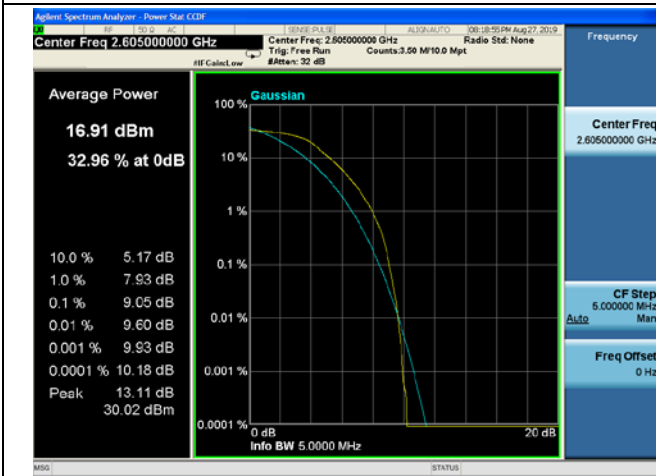 Agilent Spectrum Analyzer - Power Stat CCDF
RF 50 Ω AC SENSE:PULSE ALIGNAUTO 08:18:55 PM Aug 27, 2019
Center Freq 2.605000000 GHz
Center Freq: 2.605000000 GHz Radio Std: None
Trig: Free Run Counts:3.50 M/10.0 Mpt
#IFGain:Low #Atten: 32 dB
Frequency
Average Power
16.91 dBm
32.96 % at 0dB
10.0 % 5.17 dB
1.0 % 7.93 dB
0.1 % 9.05 dB
0.01 % 9.60 dB
0.001 % 9.93 dB
0.0001 % 10.18 dB
Peak 13.11 dB
30.02 dBm
Gaussian
100 %
10 %
1 %
0.1 %
0.01 %
0.001 %
0.0001 %
0 dB 20 dB
Info BW 5.0000 MHz
Center Freq
2.605000000 GHz
CF Step
5.000000 MHz
Auto Man
Freq Offset
0 Hz
MSG STATUS